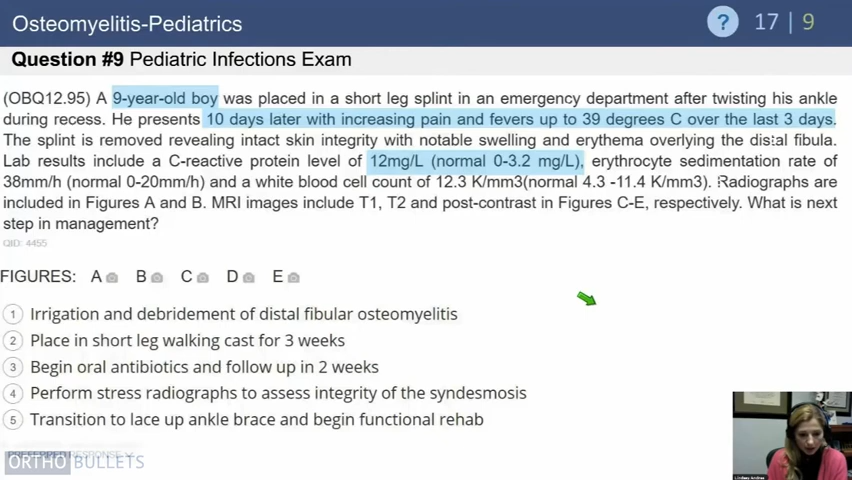 Osteomyelitis-Pediatrics
? 17 | 9
Question #9 Pediatric Infections Exam
(OBQ12.95) A 9-year-old boy was placed in a short leg splint in an emergency department after twisting his ankle
during recess. He presents 10 days later with increasing pain and fevers up to 39 degrees C over the last 3 days.
The splint is removed revealing intact skin integrity with notable swelling and erythema overlying the distal fibula.
Lab results include a C-reactive protein level of 12mg/L (normal 0-3.2 mg/L), erythrocyte sedimentation rate of
38mm/h (normal 0-20mm/h) and a white blood cell count of 12.3 K/mm3(normal 4.3 -11.4 K/mm3). Radiographs are
included in Figures A and B. MRI images include T1, T2 and post-contrast in Figures C-E, respectively. What is next
step in management?
QID: 4455
FIGURES: A B C D E
1 Irrigation and debridement of distal fibular osteomyelitis
2 Place in short leg walking cast for 3 weeks
3 Begin oral antibiotics and follow up in 2 weeks
4 Perform stress radiographs to assess integrity of the syndesmosis
5 Transition to lace up ankle brace and begin functional rehab
PREFERRED RESPONSE
ORTHOBULLETS
Lindsay Andras